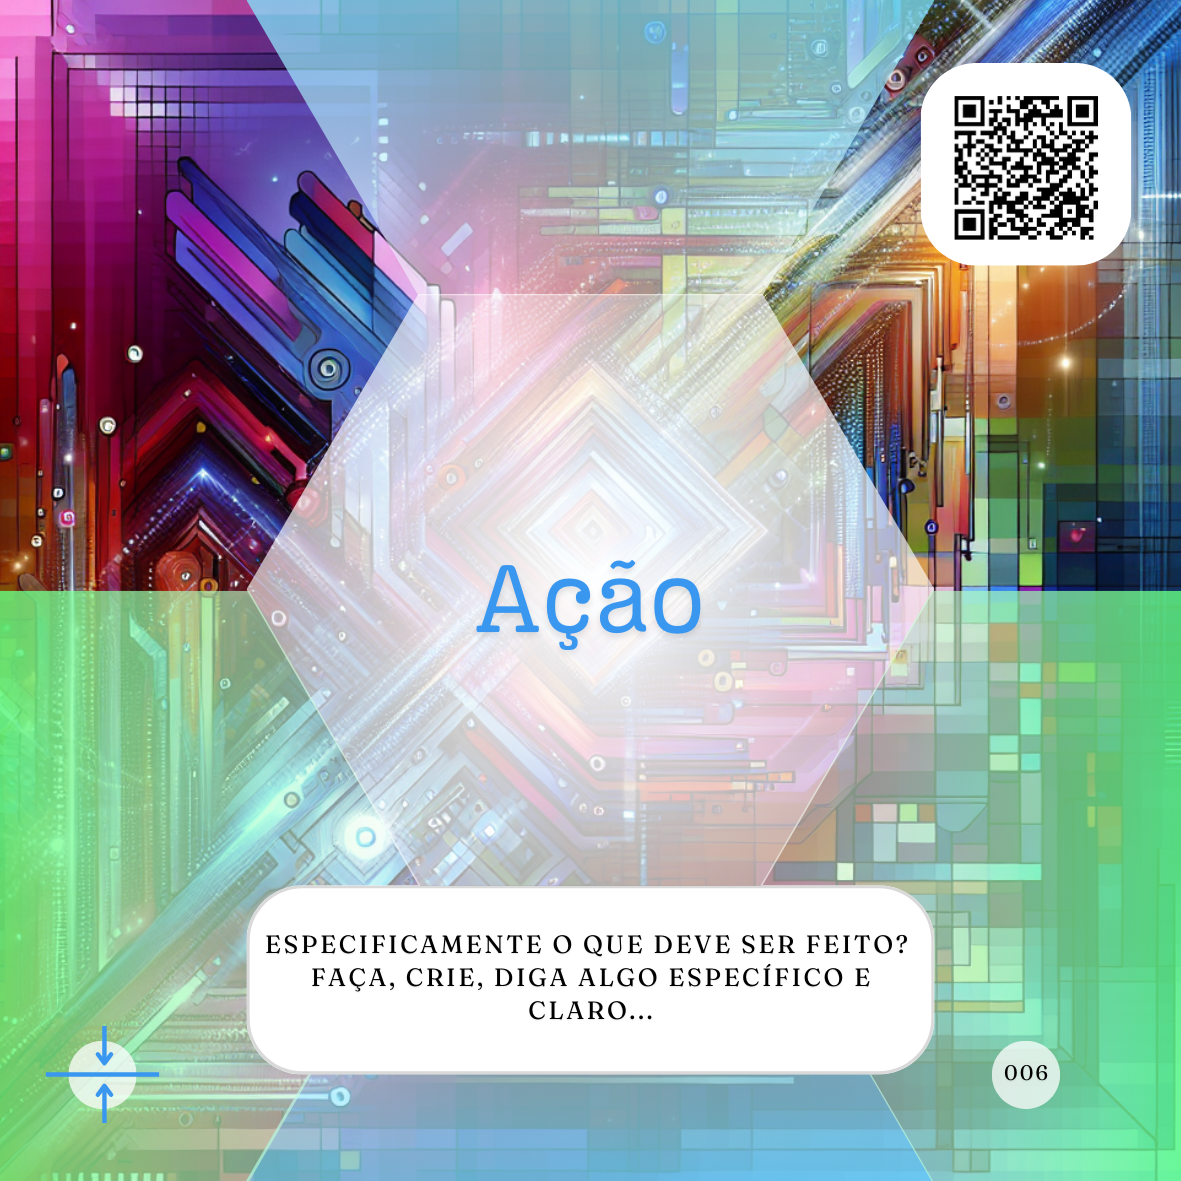 Ação
ESPECIFICAMENTE O QUE DEVE SER FEITO?
FAÇA, CRIE, DIGA ALGO ESPECÍFICO E
CLARO...
006